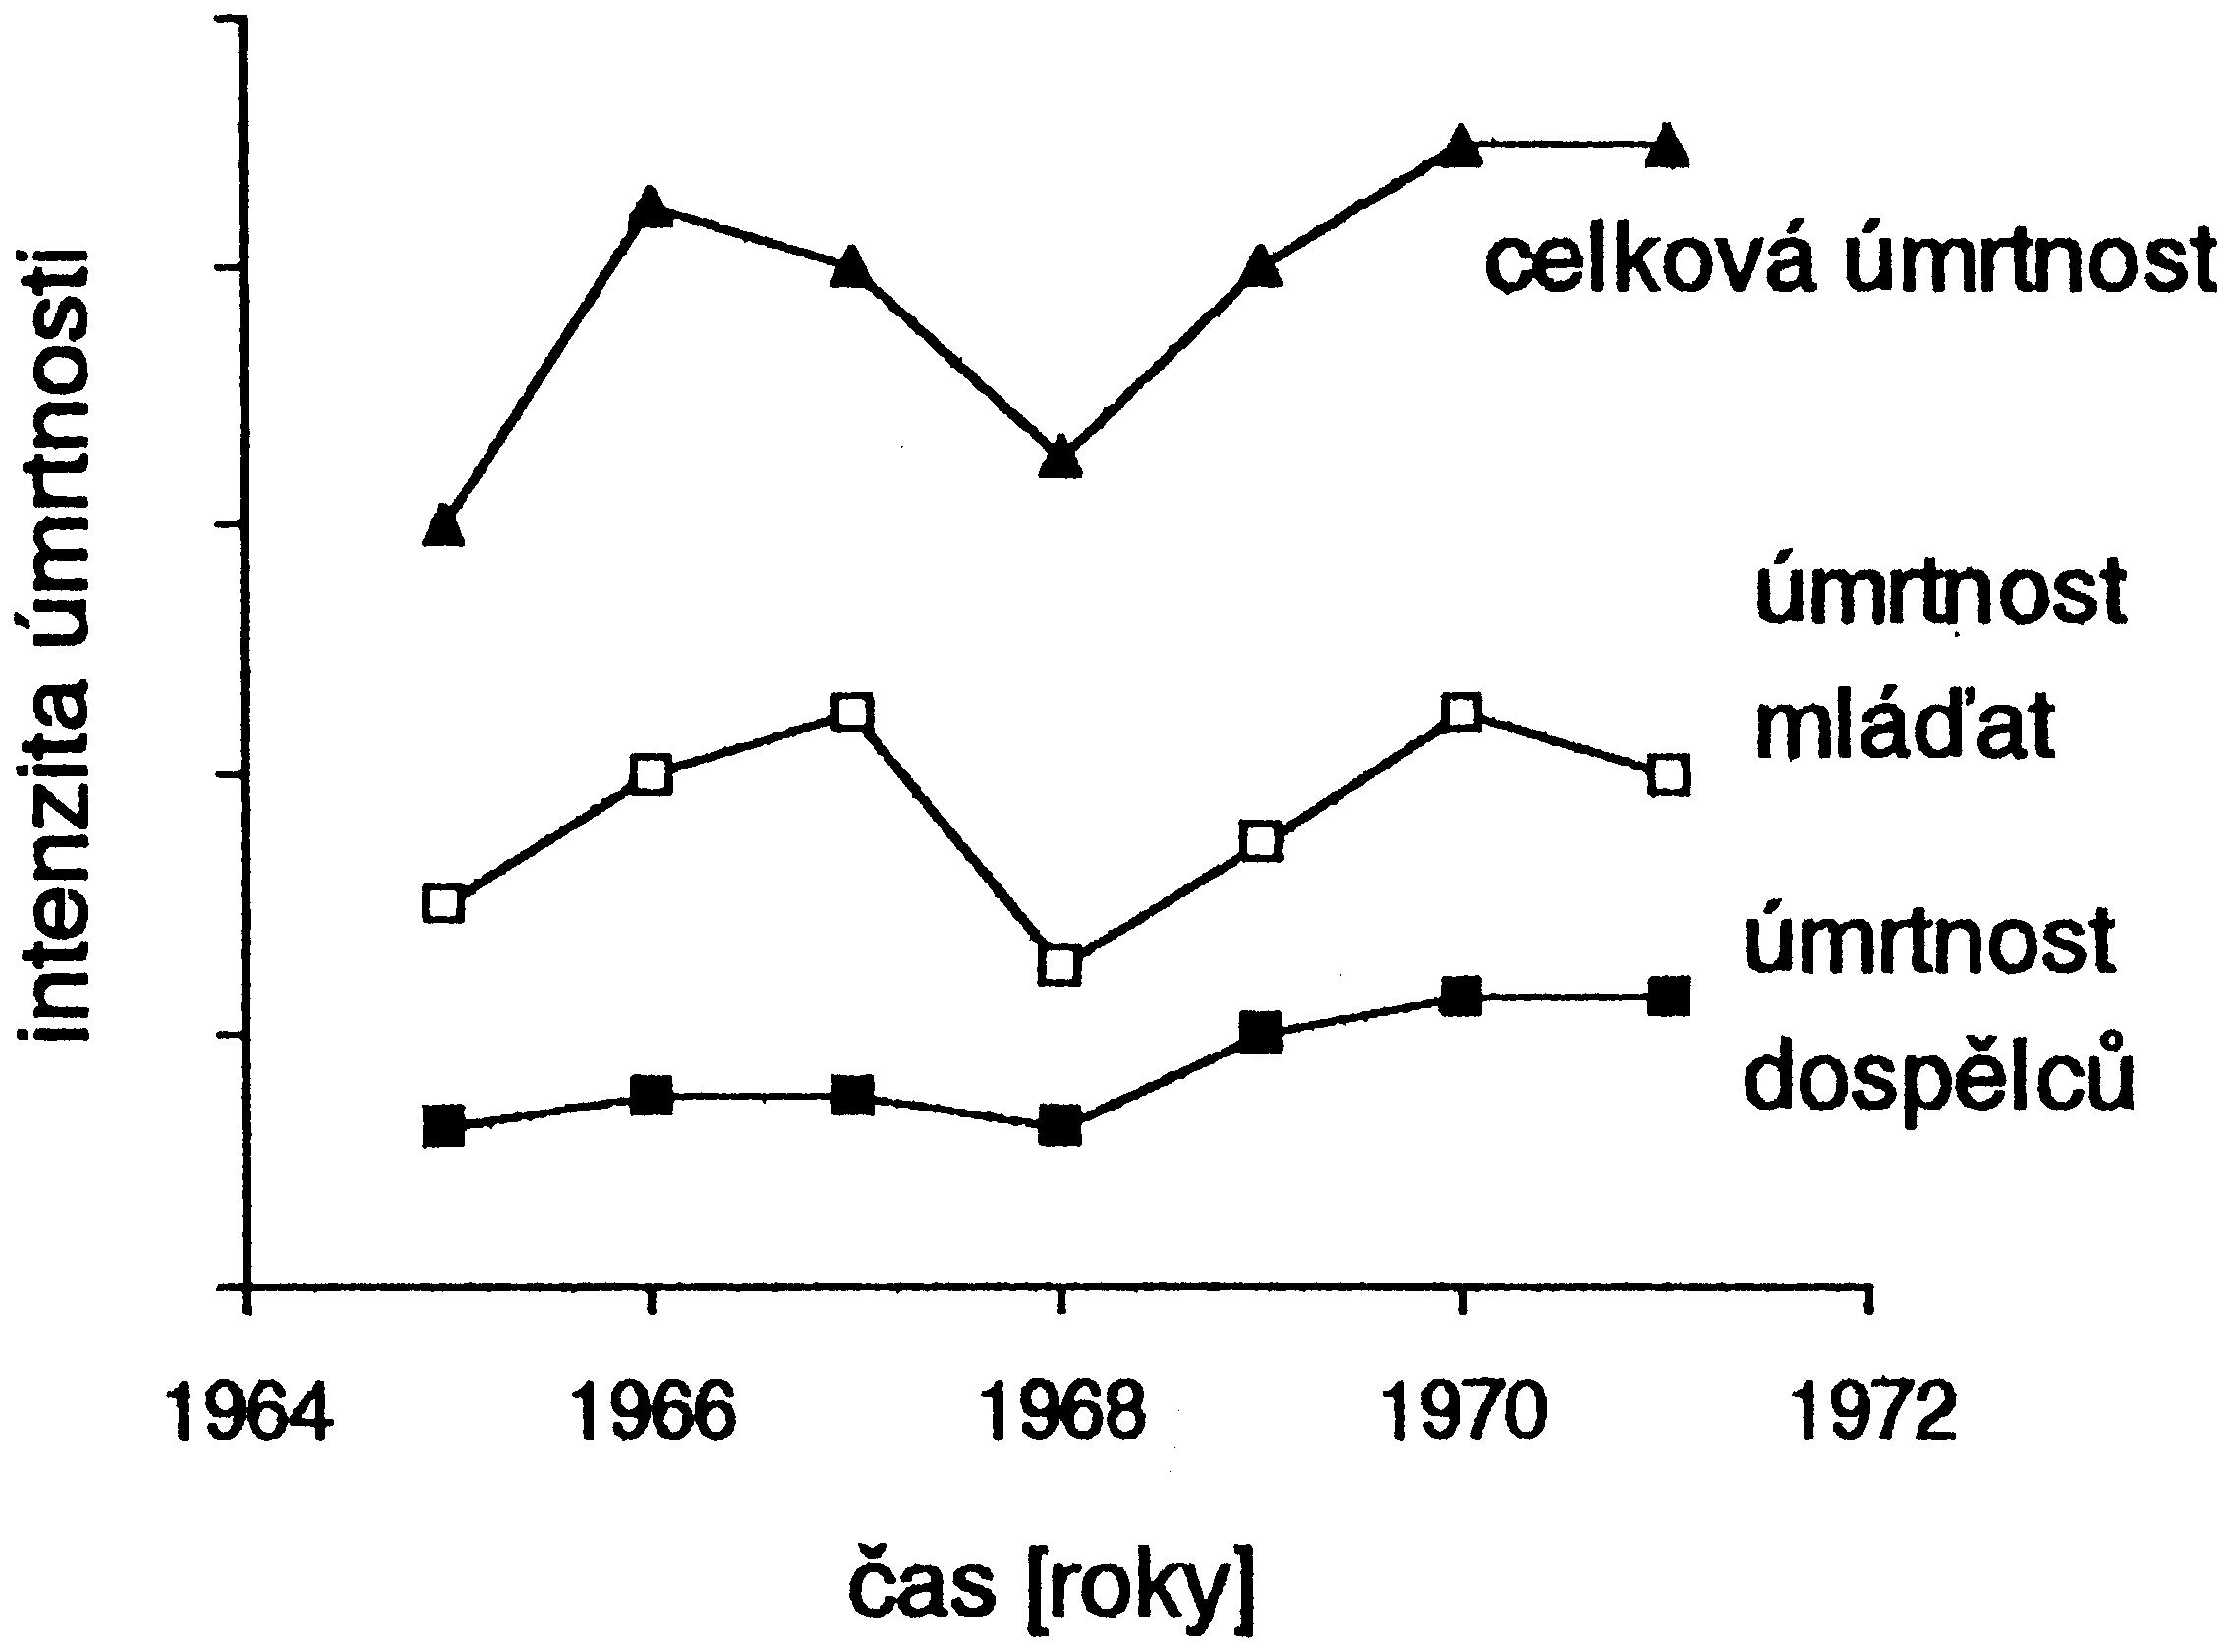 intenzita úmrtnosti
celková úmrtnost
úmrtnost
mláďat
úmrtnost
dospělců
1964 1966 1968 1970 1972
čas [roky]